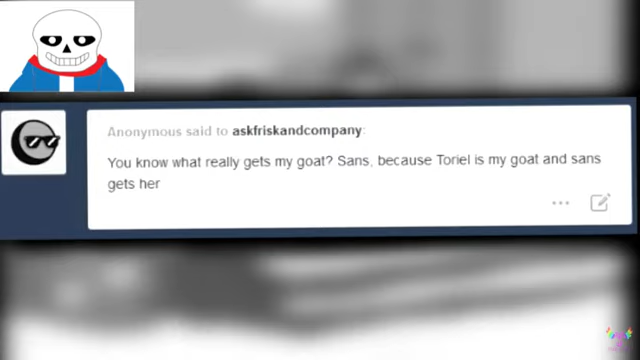 Anonymous said to askfriskandcompany:
You know what really gets my goat? Sans, because Toriel is my goat and sans
gets her